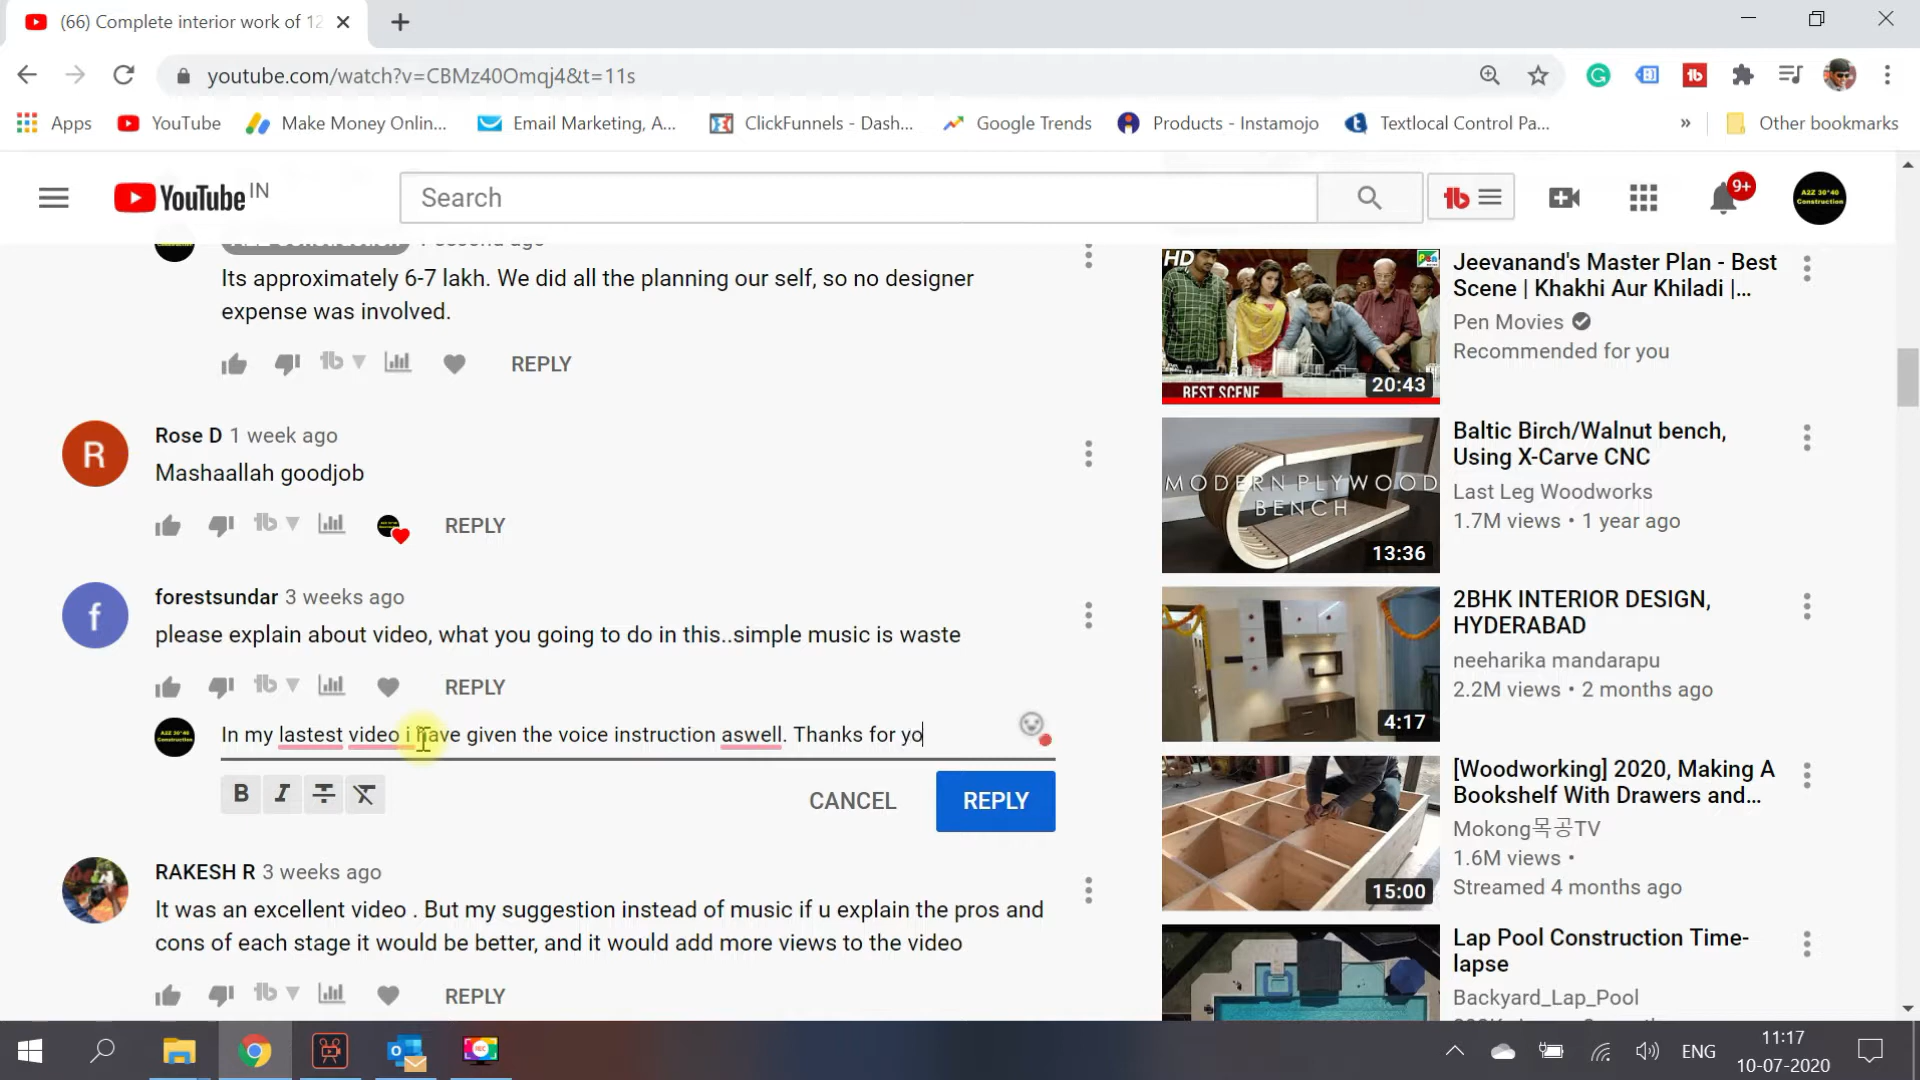 (66) Complete interior work of 12
youtube.com/watch?v=CBMz40Omqj4&t=11s
Apps
YouTube
Make Money Onlin...
Email Marketing, A...
ClickFunnels - Dash...
Google Trends
Products - Instamojo
Textlocal Control Pa...
»
Other bookmarks
YouTube IN
Search
9+
A2Z 30*40
Construction
Its approximately 6-7 lakh. We did all the planning our self, so no designer
expense was involved.
REPLY
Rose D 1 week ago
Mashaallah goodjob
REPLY
forestsundar 3 weeks ago
please explain about video, what you going to do in this..simple music is waste
REPLY
In my lastest video i have given the voice instruction aswell. Thanks for yo
B I
CANCEL
REPLY
RAKESH R 3 weeks ago
It was an excellent video . But my suggestion instead of music if u explain the pros and
cons of each stage it would be better, and it would add more views to the video
REPLY
HD
BEST SCENE
20:43
Jeevanand's Master Plan - Best
Scene | Khakhi Aur Khiladi |...
Pen Movies
Recommended for you
MODERN PLYWOOD
BENCH
13:36
Baltic Birch/Walnut bench,
Using X-Carve CNC
Last Leg Woodworks
1.7M views • 1 year ago
4:17
2BHK INTERIOR DESIGN,
HYDERABAD
neeharika mandarapu
2.2M views • 2 months ago
15:00
[Woodworking] 2020, Making A
Bookshelf With Drawers and...
Mokong목공TV
1.6M views •
Streamed 4 months ago
Lap Pool Construction Time-
lapse
Backyard_Lap_Pool
ENG
11:17
10-07-2020